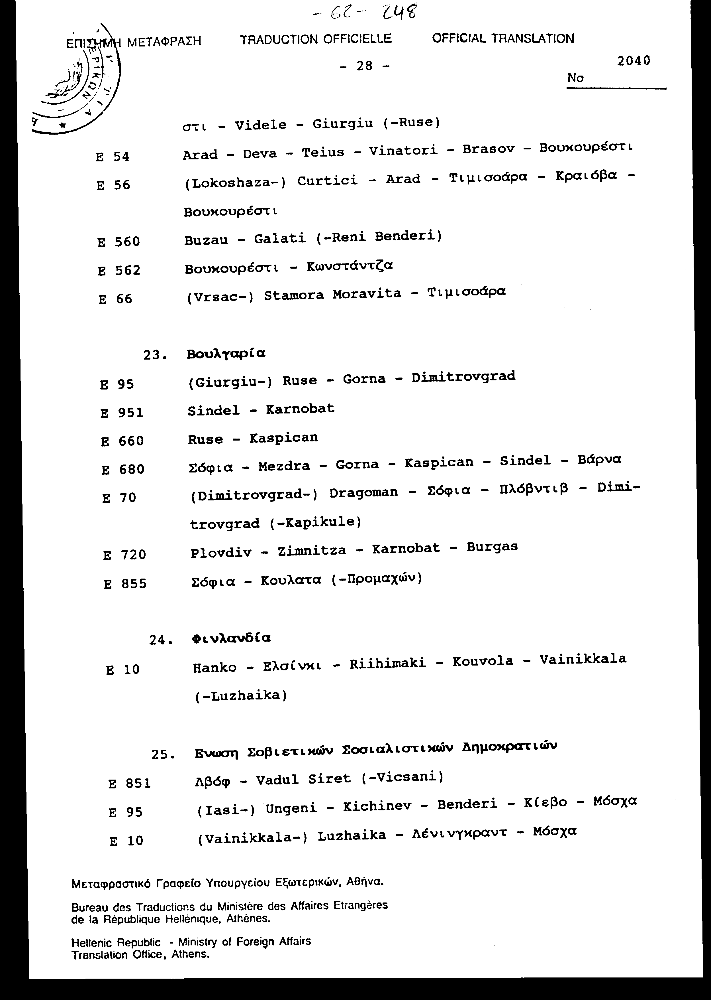 - 62 - 248
ΕΠΙΣΗΜΗ ΜΕΤΑΦΡΑΣΗ TRADUCTION OFFICIELLE OFFICIAL TRANSLATION
- 28 -
2040
Νο
στι - Videle - Giurgiu (-Ruse)
E 54 Arad - Deva - Teius - Vinatori - Brasov - Βουκουρέστι
E 56 (Lokoshaza-) Curtici - Arad - Τιμισοάρα - Κραιόβα -
Βουκουρέστι
E 560 Buzau - Galati (-Reni Benderi)
E 562 Βουκουρέστι - Κωνστάντζα
E 66 (Vrsac-) Stamora Moravita - Τιμισοάρα
23. Βουλγαρία
E 95 (Giurgiu-) Ruse - Gorna - Dimitrovgrad
E 951 Sindel - Karnobat
E 660 Ruse - Kaspican
E 680 Σόφια - Mezdra - Gorna - Kaspican - Sindel - Βάρνα
E 70 (Dimitrovgrad-) Dragoman - Σόφια - Πλόβντιβ - Dimi-
trovgrad (-Kapikule)
E 720 Plovdiv - Zimnitza - Karnobat - Burgas
E 855 Σόφια - Κουλατα (-Προμαχών)
24. Φινλανδία
E 10 Hanko - Ελσίνκι - Riihimaki - Kouvola - Vainikkala
(-Luzhaika)
25. Ενωση Σοβιετικών Σοσιαλιστικών Δημοκρατιών
E 851 Λβόφ - Vadul Siret (-Vicsani)
E 95 (Iasi-) Ungeni - Kichinev - Benderi - Κίεβο - Μόσχα
E 10 (Vainikkala-) Luzhaika - Λένινγκραντ - Μόσχα
Μεταφραστικό Γραφείο Υπουργείου Εξωτερικών, Αθήνα.
Bureau des Traductions du Ministère des Affaires Etrangères
de la République Hellénique, Athènes.
Hellenic Republic - Ministry of Foreign Affairs
Translation Office, Athens.